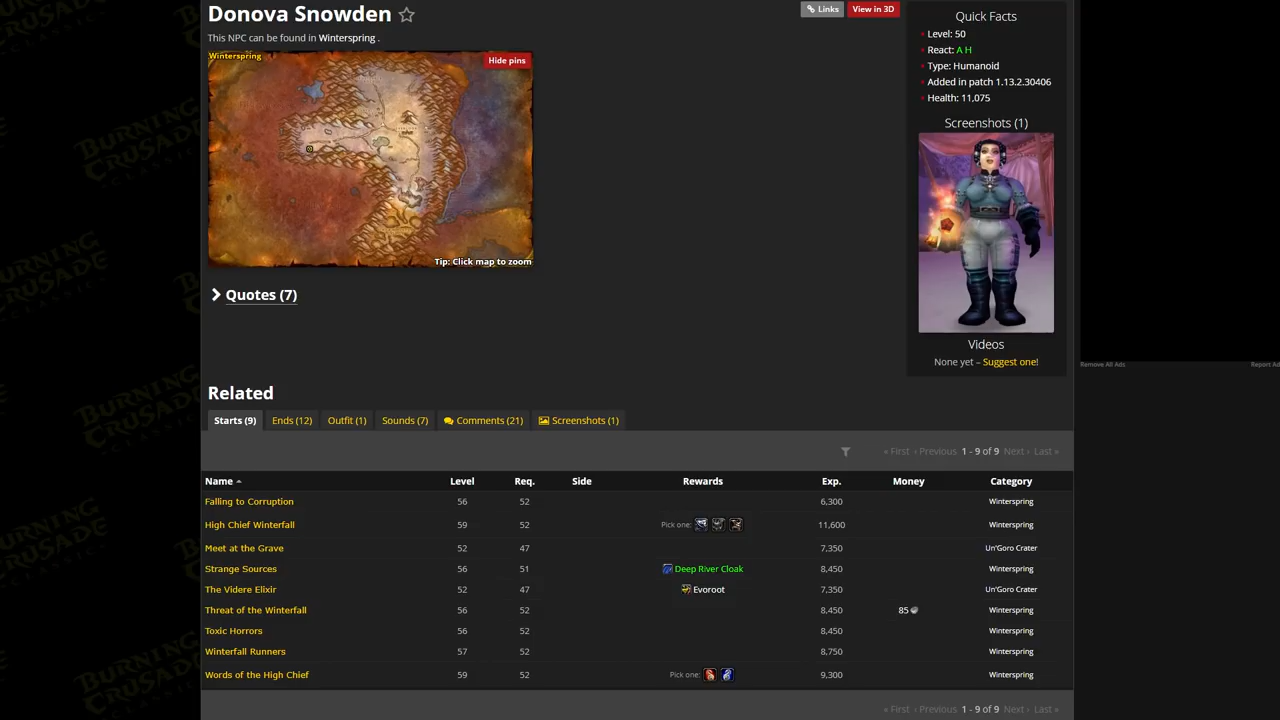 Donova Snowden
Links
View in 3D
This NPC can be found in Winterspring .
Winterspring
Hide pins
Tip: Click map to zoom
Quotes (7)
Quick Facts
Level: 50
React: A H
Type: Humanoid
Added in patch 1.13.2.30406
Health: 11,075
Screenshots (1)
Videos
None yet – Suggest one!
Remove All Ads
Report Ad
Related
Starts (9) Ends (12) Outfit (1) Sounds (7) Comments (21) Screenshots (1)
« First ‹ Previous 1 - 9 of 9 Next › Last »
Name Level Req. Side Rewards Exp. Money Category
Falling to Corruption 56 52 6,300 Winterspring
High Chief Winterfall 59 52 Pick one: 11,600 Winterspring
Meet at the Grave 52 47 7,350 Un'Goro Crater
Strange Sources 56 51 Deep River Cloak 8,450 Winterspring
The Videre Elixir 52 47 Evoroot 7,350 Un'Goro Crater
Threat of the Winterfall 56 52 8,450 85 Winterspring
Toxic Horrors 56 52 8,450 Winterspring
Winterfall Runners 57 52 8,750 Winterspring
Words of the High Chief 59 52 Pick one: 9,300 Winterspring
« First ‹ Previous 1 - 9 of 9 Next › Last »
BURNING CRUSADE
CLASSIC